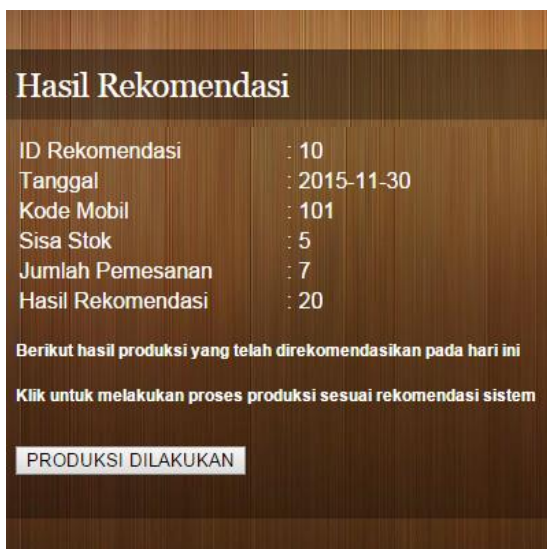 Hasil Rekomendasi
ID Rekomendasi : 10
Tanggal : 2015-11-30
Kode Mobil : 101
Sisa Stok : 5
Jumlah Pemesanan : 7
Hasil Rekomendasi : 20
Berikut hasil produksi yang telah direkomendasikan pada hari ini
Klik untuk melakukan proses produksi sesuai rekomendasi sistem
PRODUKSI DILAKUKAN